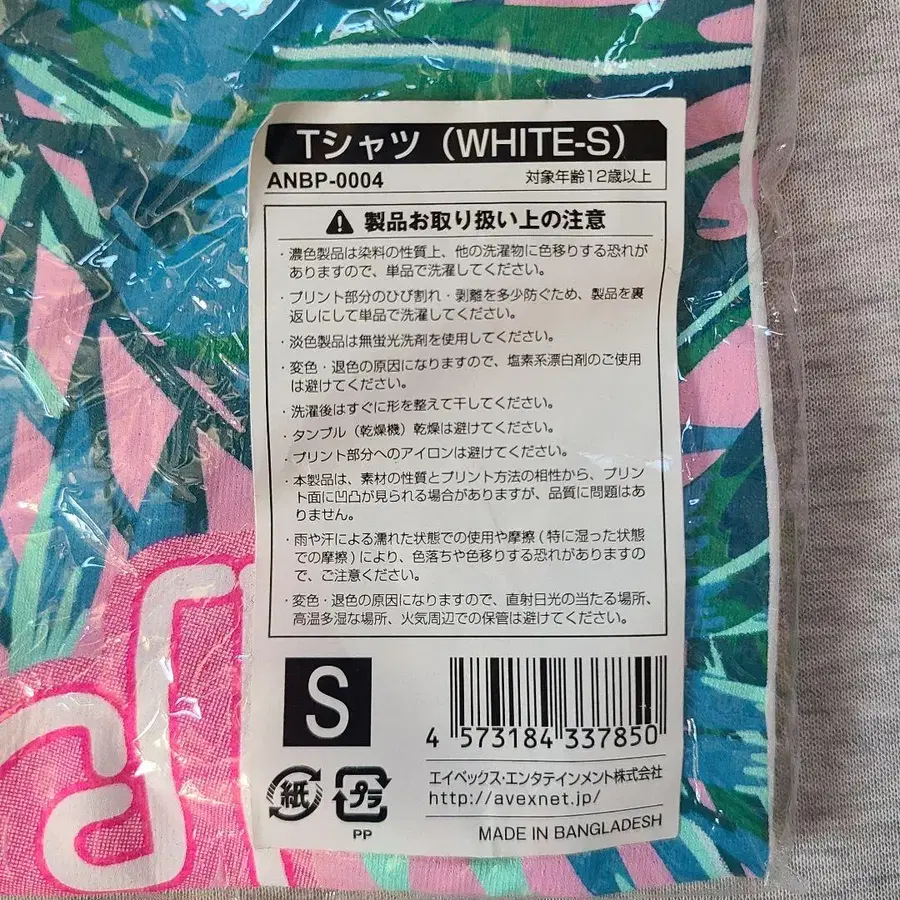 Tシャツ（WHITE-S）
ANBP-0004
対象年齢12歳以上
製品お取り扱い上の注意
・濃色製品は染料の性質上、他の洗濯物に色移りする恐れが
ありますので、単品で洗濯してください。
・プリント部分のひび割れ・剥離を多少防ぐため、製品を裏
返しにして単品で洗濯してください。
・淡色製品は無蛍光洗剤を使用してください。
・変色・退色の原因になりますので、塩素系漂白剤のご使用
は避けてください。
・洗濯後はすぐに形を整えて干してください。
・タンブル（乾燥機）乾燥は避けてください。
・プリント部分へのアイロンは避けてください。
・本製品は、素材の性質とプリント方法の相性から、プリント
面に凹凸が見られる場合がありますが、品質に問題はあ
りません。
・雨や汗による濡れた状態での使用や摩擦(特に湿った状態
での摩擦)により、色落ちや色移りする恐れがありますの
で、ご注意ください。
・変色・退色の原因になりますので、直射日光の当たる場所、
高温多湿な場所、火気周辺での保管は避けてください。
S
4 573184 337850
紙
プラ
PP
エイベックス・エンタテインメント株式会社
http://avexnet.jp/
MADE IN BANGLADESH